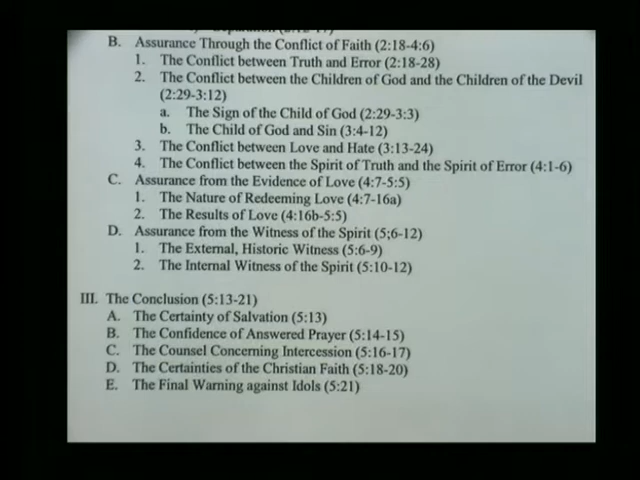 B. Assurance Through the Conflict of Faith (2:18-4:6)
1. The Conflict between Truth and Error (2:18-28)
2. The Conflict between the Children of God and the Children of the Devil
(2:29-3:12)
a. The Sign of the Child of God (2:29-3:3)
b. The Child of God and Sin (3:4-12)
3. The Conflict between Love and Hate (3:13-24)
4. The Conflict between the Spirit of Truth and the Spirit of Error (4:1-6)
C. Assurance from the Evidence of Love (4:7-5:5)
1. The Nature of Redeeming Love (4:7-16a)
2. The Results of Love (4:16b-5:5)
D. Assurance from the Witness of the Spirit (5;6-12)
1. The External, Historic Witness (5:6-9)
2. The Internal Witness of the Spirit (5:10-12)
III. The Conclusion (5:13-21)
A. The Certainty of Salvation (5:13)
B. The Confidence of Answered Prayer (5:14-15)
C. The Counsel Concerning Intercession (5:16-17)
D. The Certainties of the Christian Faith (5:18-20)
E. The Final Warning against Idols (5:21)